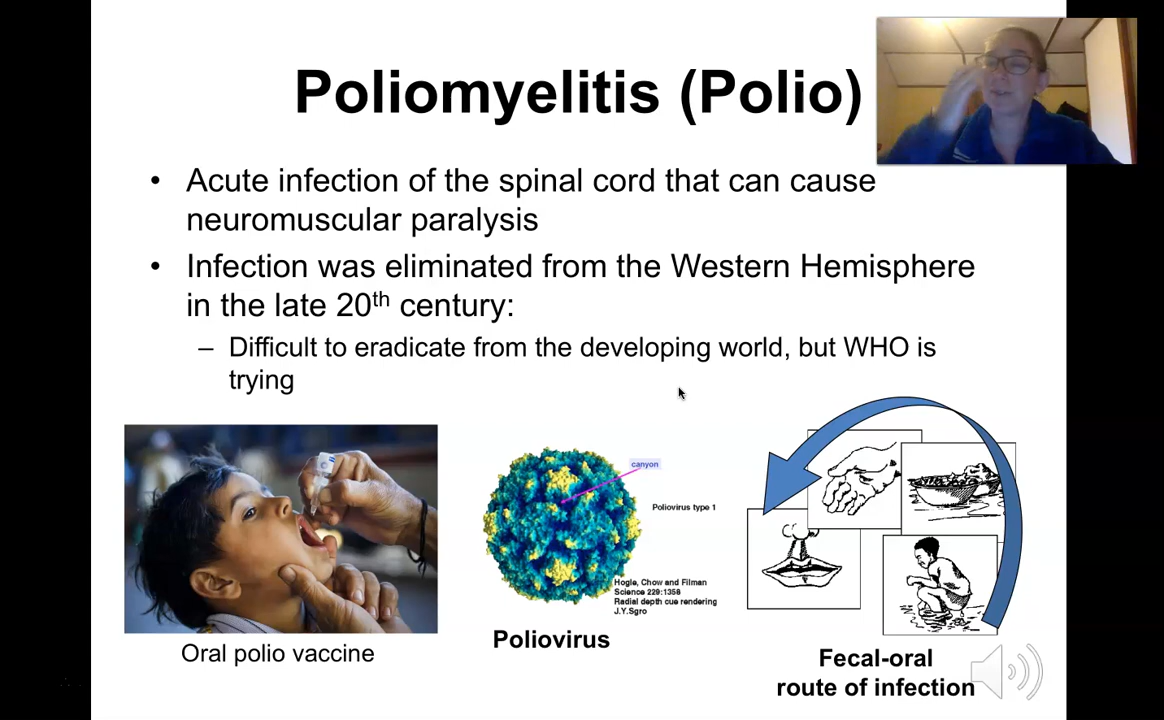 Poliomyelitis (Polio)
• Acute infection of the spinal cord that can cause
neuromuscular paralysis
• Infection was eliminated from the Western Hemisphere
in the late 20th century:
– Difficult to eradicate from the developing world, but WHO is
trying
canyon
Poliovirus type 1
Hogle, Chow and Filman
Science 229:1358
Radial depth cue rendering
J.Y.Sgro
Oral polio vaccine
Poliovirus
Fecal-oral
route of infection